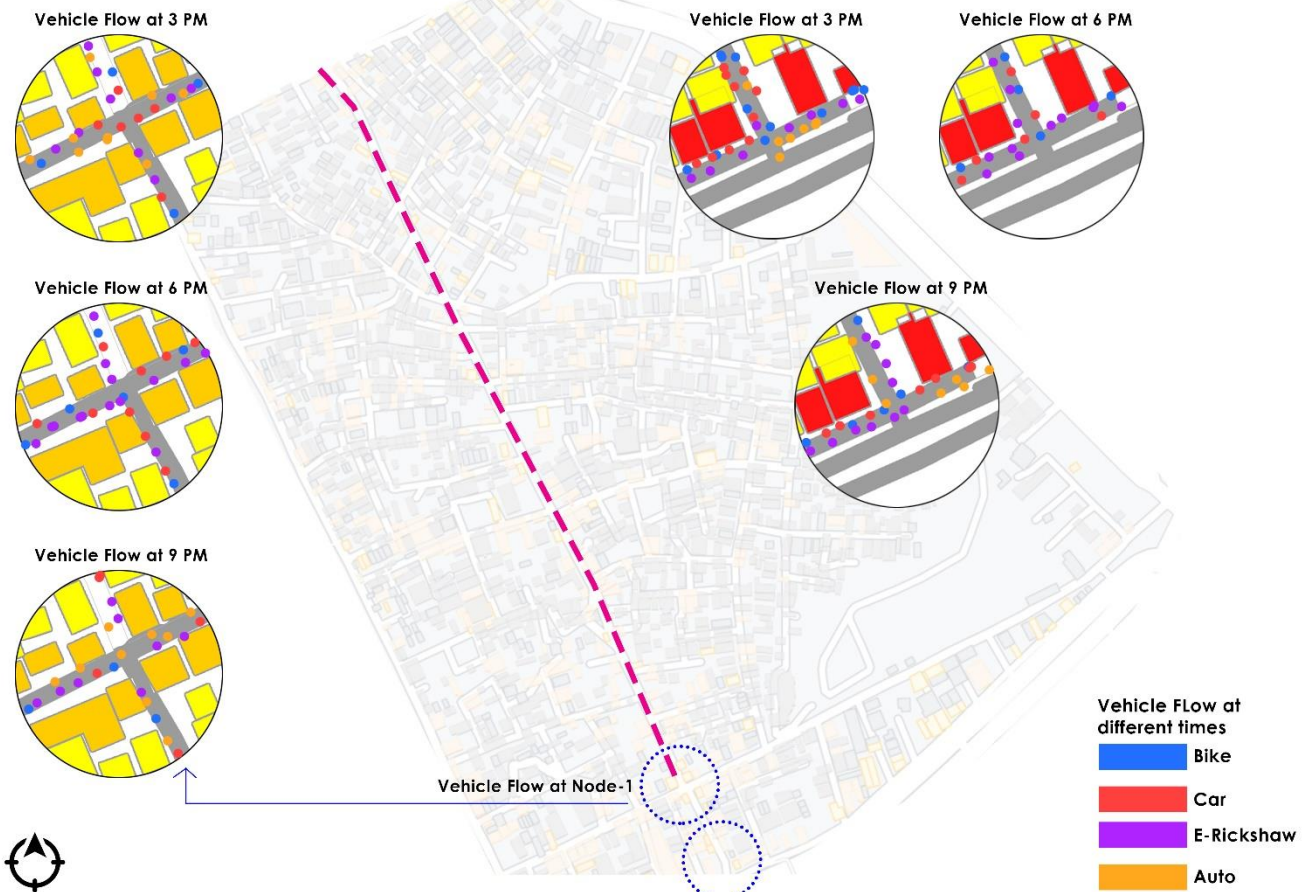 Vehicle Flow at 3 PM
Vehicle Flow at 3 PM
Vehicle Flow at 6 PM
Vehicle Flow at 6 PM
Vehicle Flow at 9 PM
Vehicle Flow at 9 PM
Vehicle Flow at Node-1
Vehicle FLow at
different times
Bike
Car
E-Rickshaw
Auto